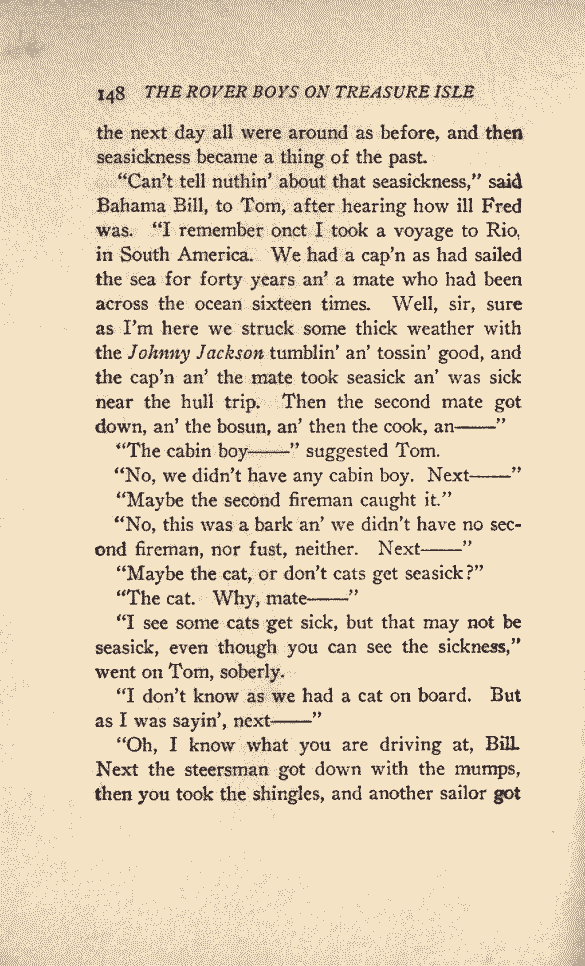 148 THE ROVER BOYS ON TREASURE ISLE
the next day all were around as before, and then
seasickness became a thing of the past.
"Can't tell nuthin' about that seasickness," said
Bahama Bill, to Tom, after hearing how ill Fred
was. "I remember onct I took a voyage to Rio,
in South America. We had a cap'n as had sailed
the sea for forty years an' a mate who had been
across the ocean sixteen times. Well, sir, sure
as I'm here we struck some thick weather with
the Johnny Jackson tumblin' an' tossin' good, and
the cap'n an' the mate took seasick an' was sick
near the hull trip. Then the second mate got
down, an' the bosun, an' then the cook, an——"
"The cabin boy——" suggested Tom.
"No, we didn't have any cabin boy. Next——"
"Maybe the second fireman caught it."
"No, this was a bark an' we didn't have no sec-
ond fireman, nor fust, neither. Next——"
"Maybe the cat, or don't cats get seasick?"
"The cat. Why, mate——"
"I see some cats get sick, but that may not be
seasick, even though you can see the sickness,"
went on Tom, soberly.
"I don't know as we had a cat on board. But
as I was sayin', next——"
"Oh, I know what you are driving at, Bill.
Next the steersman got down with the mumps,
then you took the shingles, and another sailor got